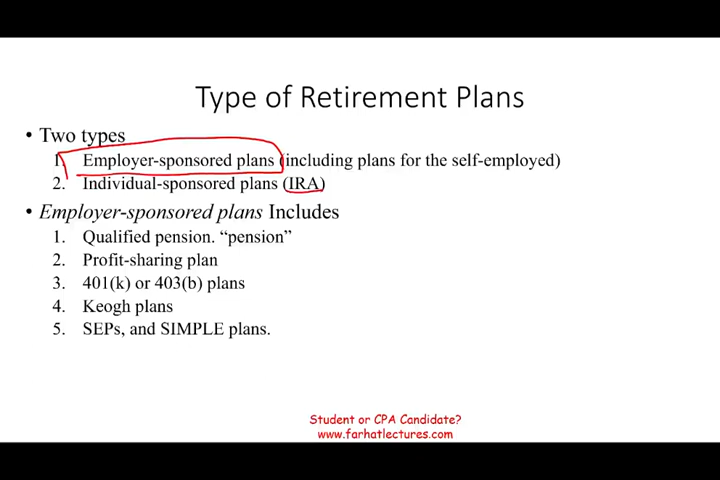 Type of Retirement Plans
• Two types
1. Employer-sponsored plans (including plans for the self-employed)
2. Individual-sponsored plans (IRA)
• Employer-sponsored plans Includes
1. Qualified pension. “pension”
2. Profit-sharing plan
3. 401(k) or 403(b) plans
4. Keogh plans
5. SEPs, and SIMPLE plans.
Student or CPA Candidate?
www.farhatlectures.com